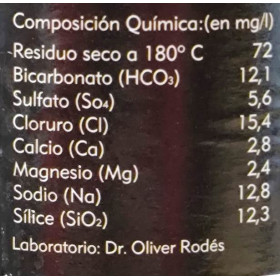 Composición Química:(en mg/l)
Residuo seco a 180º C 72
Bicarbonato (HCO₃) 12,1
Sulfato (So₄) 5,6
Cloruro (Cl) 15,4
Calcio (Ca) 2,8
Magnesio (Mg) 2,4
Sodio (Na) 12,8
Sílice (SiO₂) 12,3
Laboratorio: Dr. Oliver Rodés